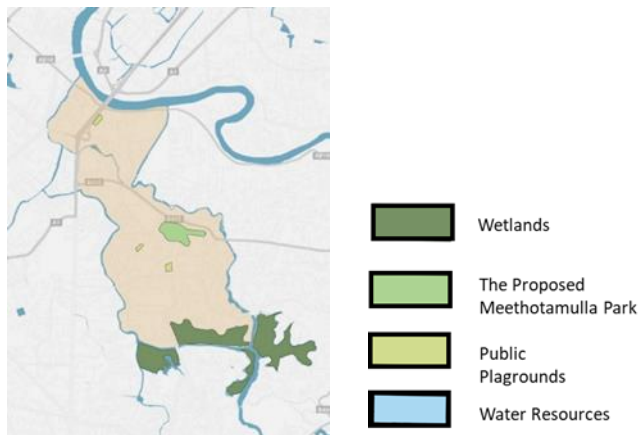 Wetlands
The Proposed
Meethotamulla Park
Public
Plagrounds
Water Resources